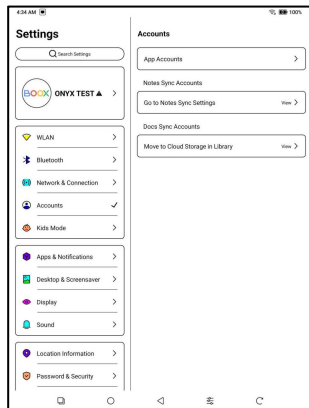 4:34 AM
100%
Settings
Search Settings
BOOX
ONYX TEST
WLAN
Bluetooth
Network & Connection
Accounts
Kids Mode
Apps & Notifications
Desktop & Screensaver
Display
Sound
Location Information
Password & Security
Accounts
App Accounts
Notes Sync Accounts
Go to Notes Sync Settings View
Docs Sync Accounts
Move to Cloud Storage in Library View